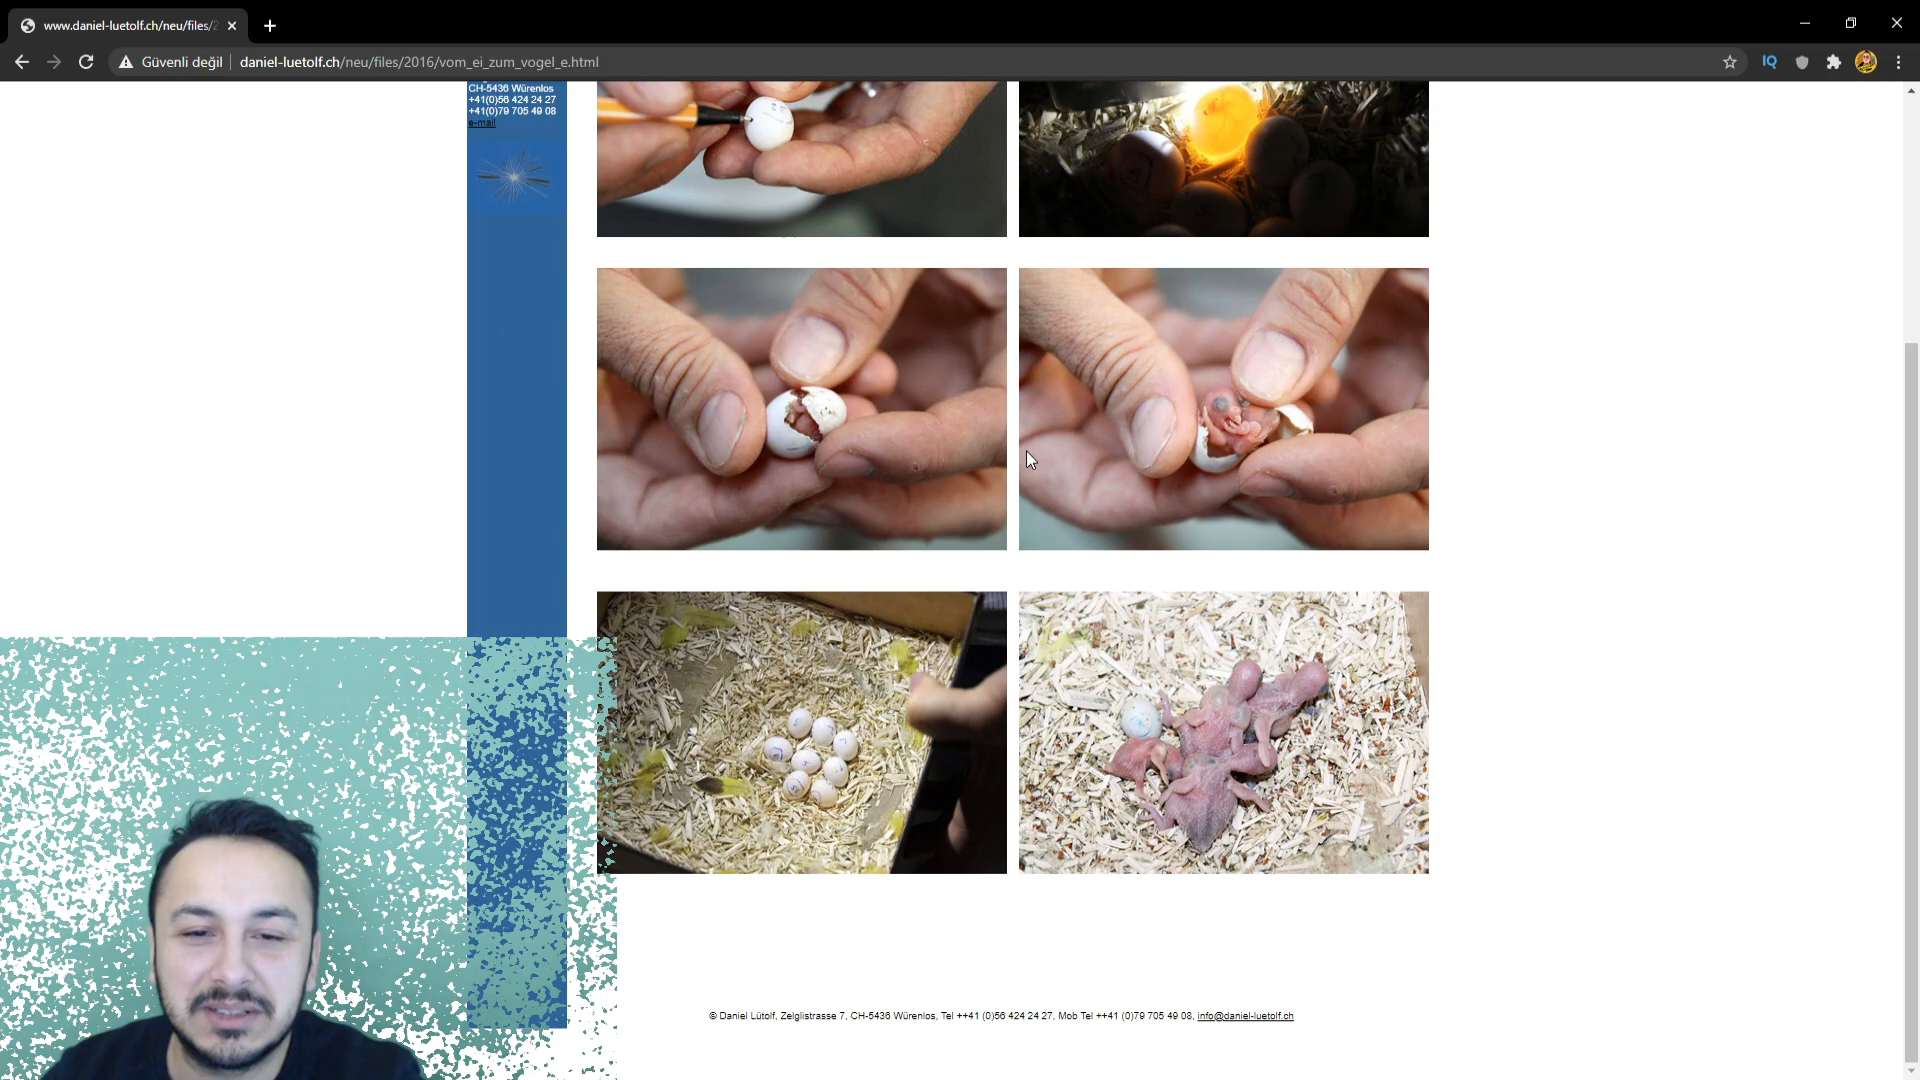 www.daniel-luetolf.ch/neu/files/2
Güvenli değil
daniel-luetolf.ch/neu/files/2016/vom_ei_zum_vogel_e.html
IQ
CH-5436 Würenlos
+41(0)56 424 24 27
+41(0)79 705 49 08
e-mail
© Daniel Lütolf, Zelglistrasse 7, CH-5436 Würenlos, Tel ++41 (0)56 424 24 27, Mob Tel ++41 (0)79 705 49 08, info@daniel-luetolf.ch